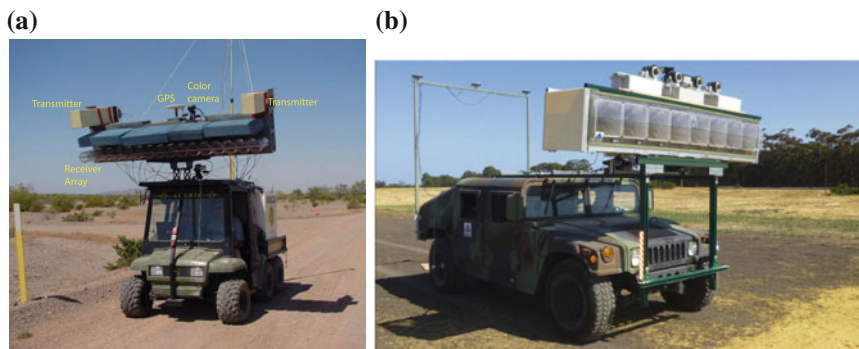 (a)
(b)
Transmitter
GPS
Color
camera
Transmitter
Receiver
Array